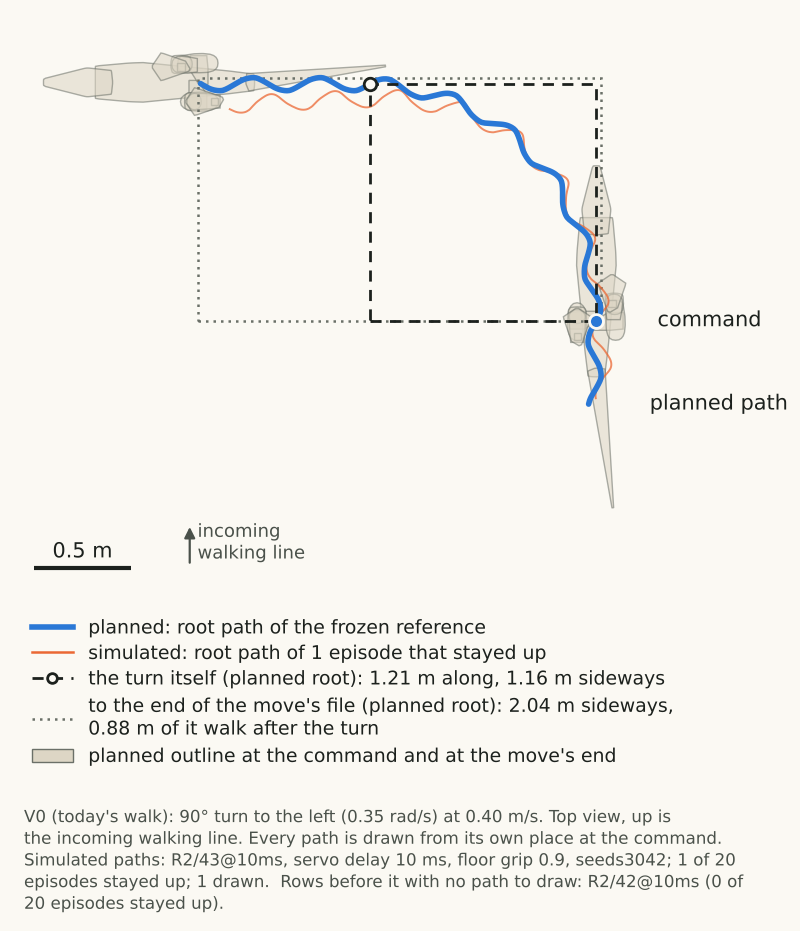 command
planned path
incoming
walking line
0.5 m
planned: root path of the frozen reference
simulated: root path of 1 episode that stayed up
the turn itself (planned root): 1.21 m along, 1.16 m sideways
to the end of the move's file (planned root): 2.04 m sideways,
0.88 m of it walk after the turn
planned outline at the command and at the move's end
V0 (today's walk): 90° turn to the left (0.35 rad/s) at 0.40 m/s. Top view, up is
the incoming walking line. Every path is drawn from its own place at the command.
Simulated paths: R2/43@10ms, servo delay 10 ms, floor grip 0.9, seeds3042; 1 of 20
episodes stayed up; 1 drawn.  Rows before it with no path to draw: R2/42@10ms (0 of
20 episodes stayed up).